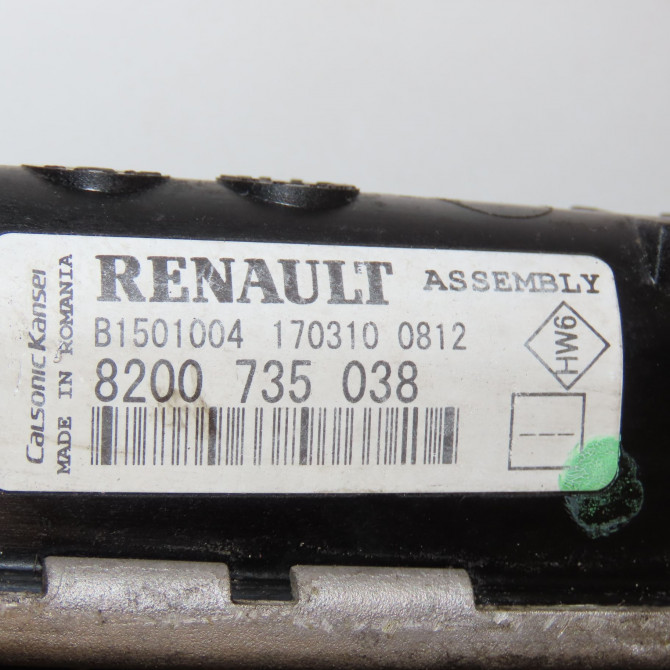 RENAULT ASSEMBLY
B1501004 170310 0812
8200 735 038
HW6
Calsonic Kansei
MADE IN ROMANIA